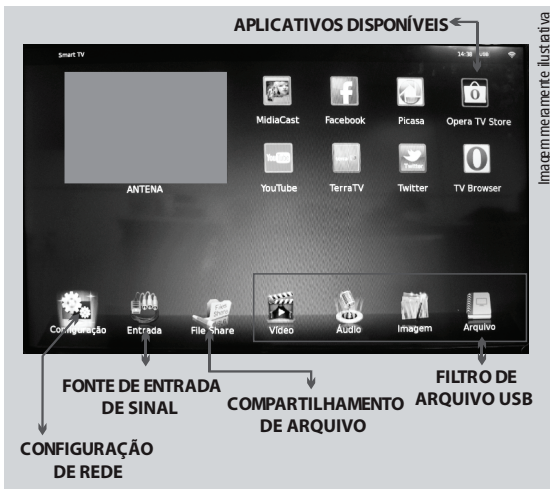 APLICATIVOS DISPONÍVEIS
Imagem meramente ilustrativa
Smart TV
14:38 USB
MidiaCast Facebook Picasa Opera TV Store
YouTube TerraTV Twitter TV Browser
ANTENA
Configuração Entrada File Share Vídeo Áudio Imagem Arquivo
FONTE DE ENTRADA
DE SINAL
COMPARTILHAMENTO
DE ARQUIVO
FILTRO DE
ARQUIVO USB
CONFIGURAÇÃO
DE REDE